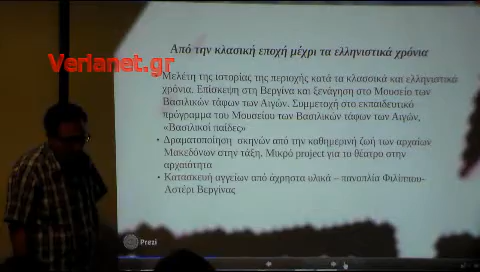 Από την κλασική εποχή μέχρι τα ελληνιστικά χρόνια
Verianet.gr
Μελέτη της ιστορίας της περιοχής κατά τα κλασσικά και ελληνιστικά
χρόνια. Επίσκεψη στη Βεργίνα και ξενάγηση στο Μουσείο των
Βασιλικών τάφων των Αιγών. Συμμετοχή στο εκπαιδευτικό
πρόγραμμα του Μουσείου των Βασιλικών τάφων των Αιγών,
«Βασιλικοί παίδες»
• Δραματοποίηση σκηνών από την καθημερινή ζωή των αρχαίων
Μακεδόνων στην τάξη. Μικρό project για το θέατρο στην
αρχαιότητα
• Κατασκευή αγγείων από άχρηστα υλικά – πανοπλία Φιλίππου-
Αστέρι Βεργίνας
Prezi